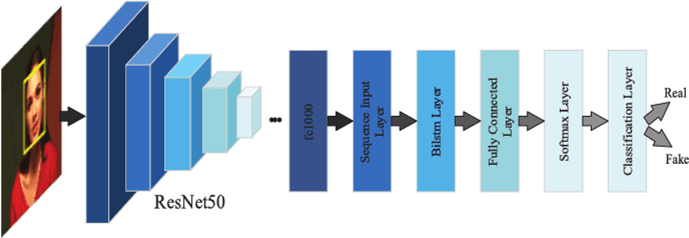 ResNet50
fc1000
Sequence Input
Layer
Bilstm Layer
Fully Connected
Layer
Softmax Layer
Classification Layer
Real
Fake